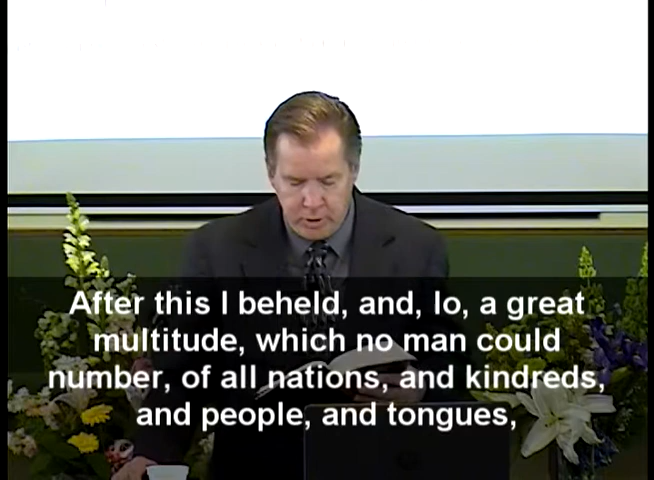 After this I beheld, and, lo, a great
multitude, which no man could
number, of all nations, and kindreds,
and people, and tongues,